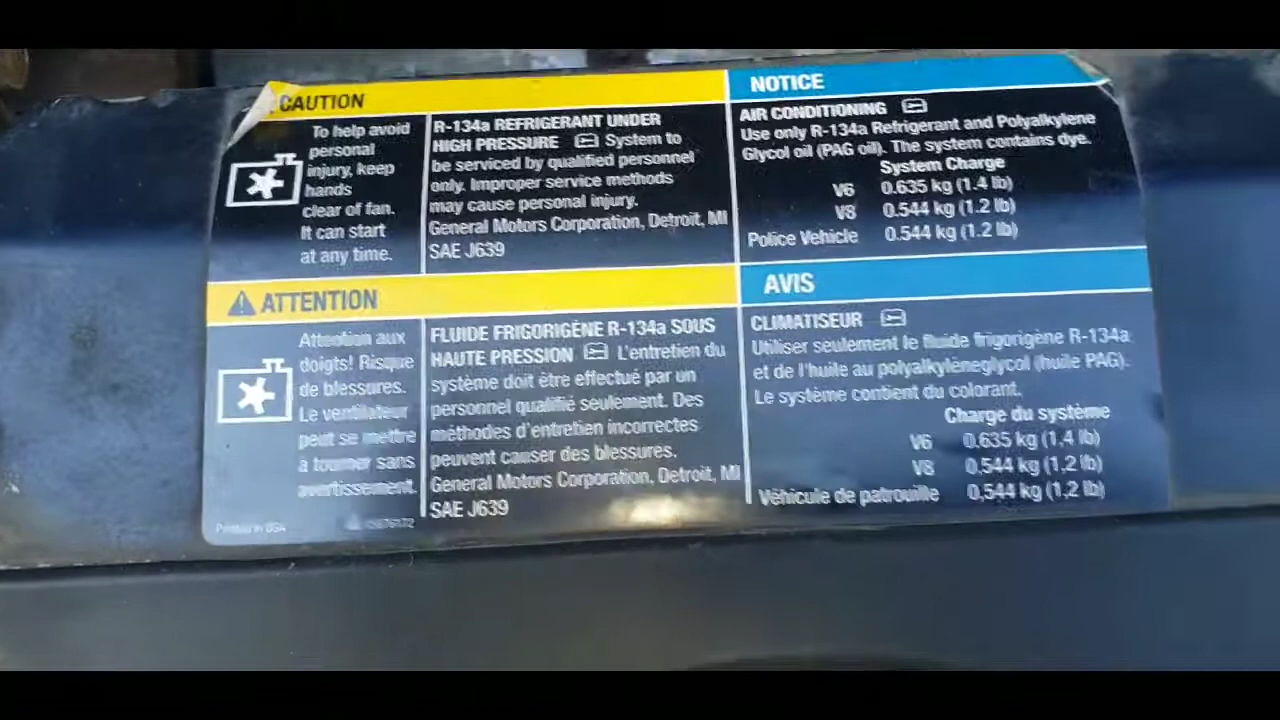 CAUTION
To help avoid
personal
injury, keep
hands
clear of fan.
It can start
at any time.
R-134a REFRIGERANT UNDER
HIGH PRESSURE System to
be serviced by qualified personnel
only. Improper service methods
may cause personal injury.
General Motors Corporation, Detroit, MI
SAE J639
NOTICE
AIR CONDITIONING
Use only R-134a Refrigerant and Polyalkylene
Glycol oil (PAG oil). The system contains dye.
System Charge
V6 0.635 kg (1.4 lb)
V8 0.544 kg (1.2 lb)
Police Vehicle 0.544 kg (1.2 lb)
ATTENTION
Attention aux
doigts! Risque
de blessures.
Le ventilateur
peut se mettre
à tourner sans
avertissement.
Printed in USA
FLUIDE FRIGORIGÈNE R-134a SOUS
HAUTE PRESSION L'entretien du
système doit être effectué par un
personnel qualifié seulement. Des
méthodes d'entretien incorrectes
peuvent causer des blessures.
General Motors Corporation, Detroit, MI
SAE J639
AVIS
CLIMATISEUR
Utiliser seulement le fluide frigorigène R-134a
et de l'huile au polyalkylèneglycol (huile PAG).
Le système contient du colorant.
Charge du système
V6 0,635 kg (1,4 lb)
V8 0,544 kg (1,2 lb)
Véhicule de patrouille 0,544 kg (1,2 lb)